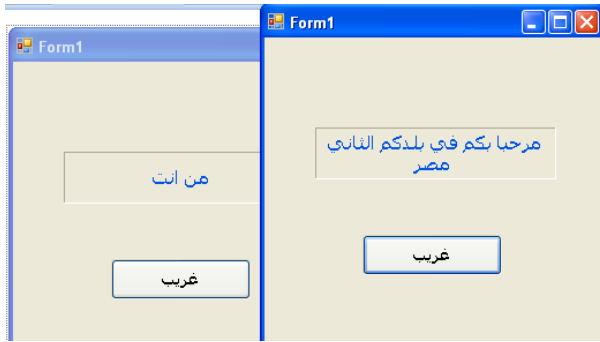 Form1
من انت
غريب
Form1
مرحبا بكم في بلدكم الثاني
مصر
غريب